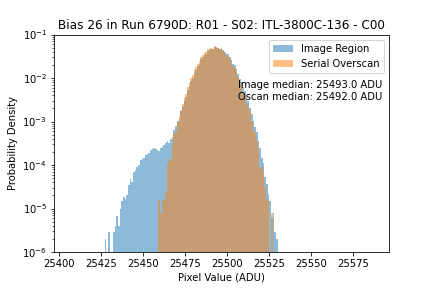 Bias 26 in Run 6790D: R01 - S02: ITL-3800C-136 - C00
Image Region
Serial Overscan
Image median: 25493.0 ADU
Oscan median: 25492.0 ADU
Probability Density
10⁻¹
10⁻²
10⁻³
10⁻⁴
10⁻⁵
10⁻⁶
25400 25425 25450 25475 25500 25525 25550 25575
Pixel Value (ADU)